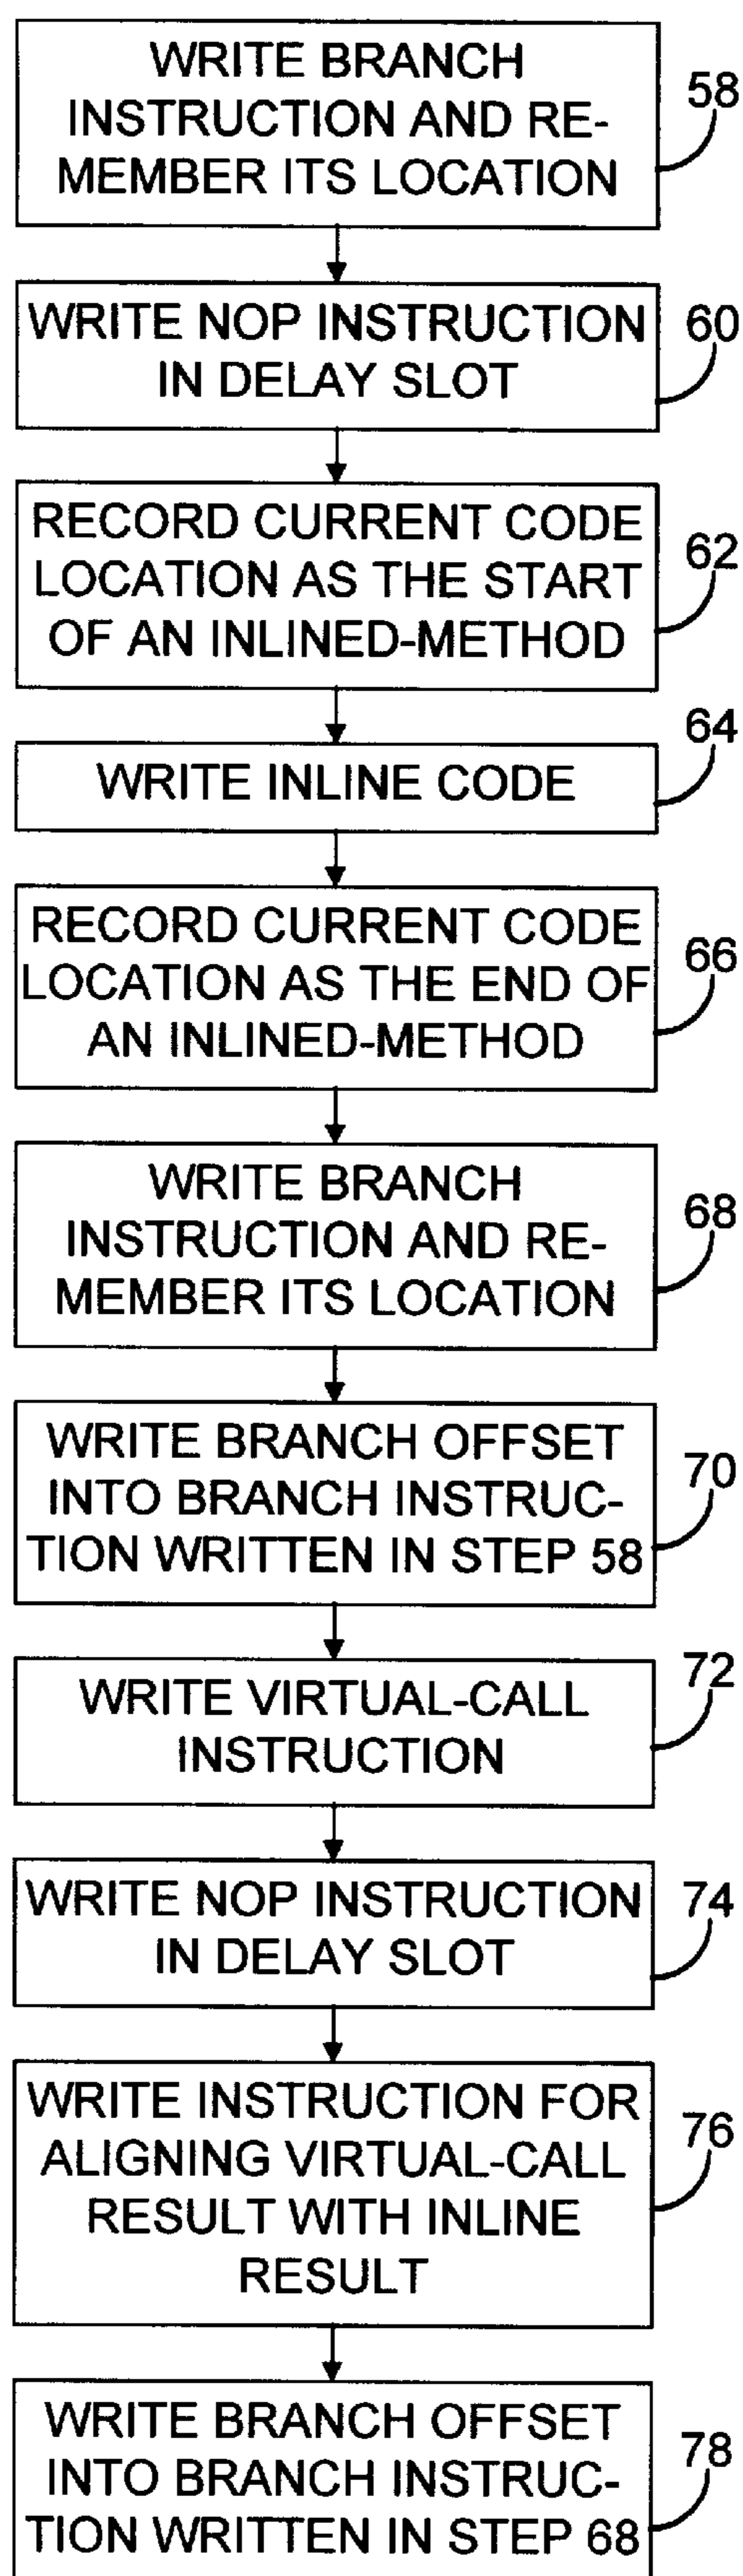 WRITE BRANCH
INSTRUCTION AND RE-
MEMBER ITS LOCATION
58
WRITE NOP INSTRUCTION
IN DELAY SLOT
60
RECORD CURRENT CODE
LOCATION AS THE START
OF AN INLINED-METHOD
62
WRITE INLINE CODE
64
RECORD CURRENT CODE
LOCATION AS THE END OF
AN INLINED-METHOD
66
WRITE BRANCH
INSTRUCTION AND RE-
MEMBER ITS LOCATION
68
WRITE BRANCH OFFSET
INTO BRANCH INSTRUC-
TION WRITTEN IN STEP 58
70
WRITE VIRTUAL-CALL
INSTRUCTION
72
WRITE NOP INSTRUCTION
IN DELAY SLOT
74
WRITE INSTRUCTION FOR
ALIGNING VIRTUAL-CALL
RESULT WITH INLINE
RESULT
76
WRITE BRANCH OFFSET
INTO BRANCH INSTRUC-
TION WRITTEN IN STEP 68
78